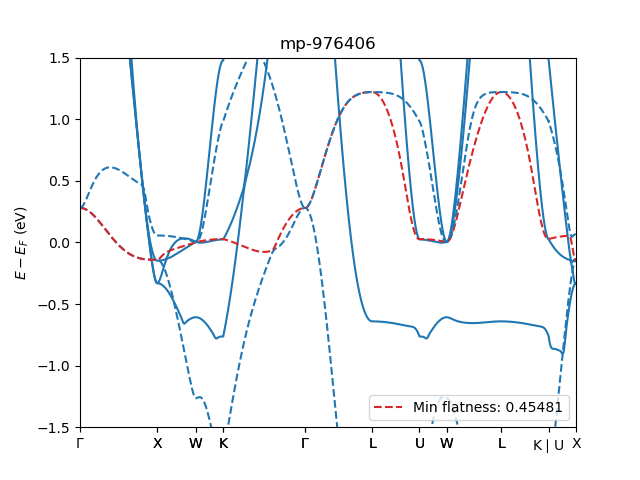 mp-976406
E − E_F (eV)
1.5
1.0
0.5
0.0
−0.5
−1.0
−1.5
Min flatness: 0.45481
Γ X W K Γ L U W L K | U X